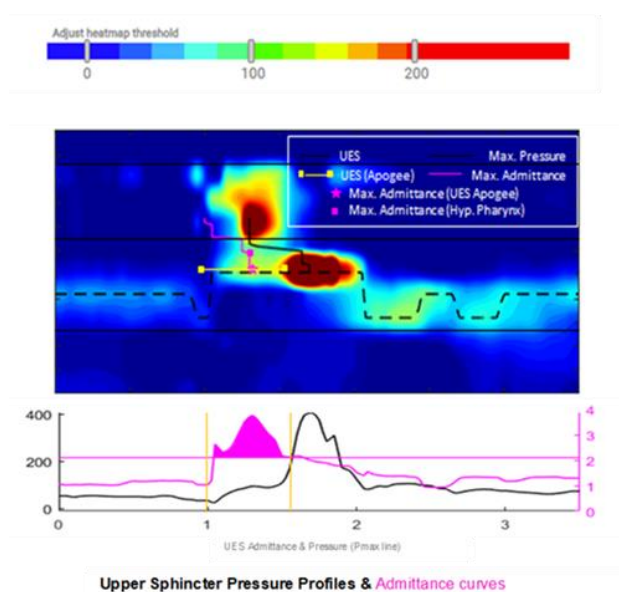 Adjust heatmap threshold
0 100 200
UES Max. Pressure
UES (Apogee) Max. Admittance
Max. Admittance (UES Apogee)
Max. Admittance (Hyp. Pharynx)
400 4
3
200 2
1
0 0
0 1 2 3
UES Admittance & Pressure (Pmax line)
Upper Sphincter Pressure Profiles & Admittance curves